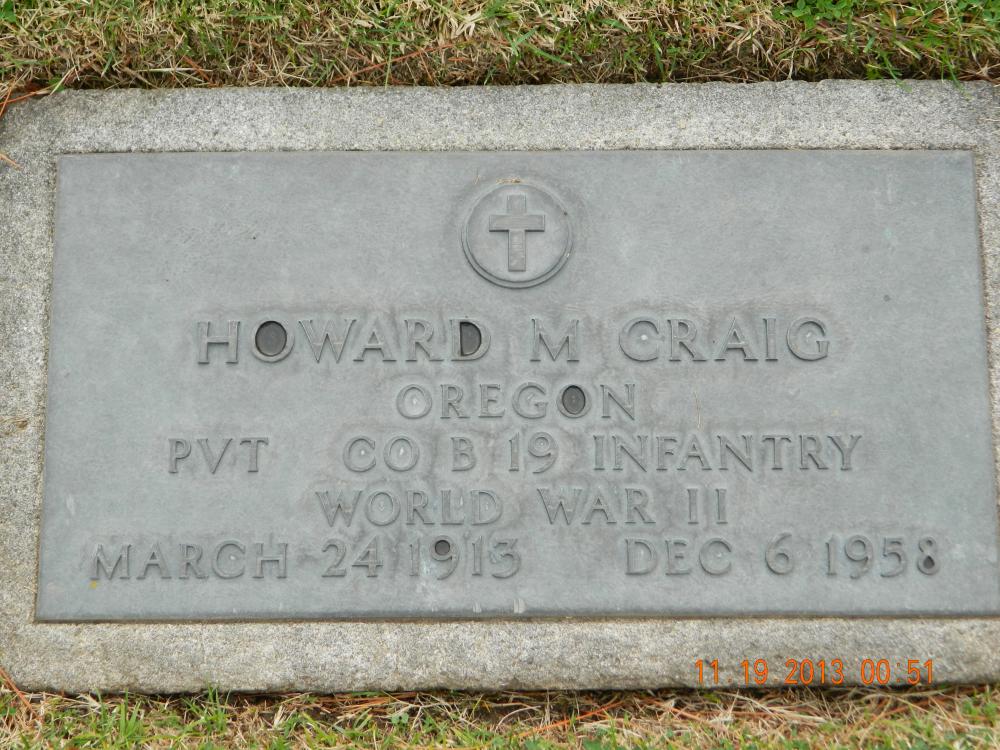 HOWARD M CRAIG
OREGON
PVT CO B 19 INFANTRY
WORLD WAR II
MARCH 24 1913 DEC 6 1958
11.19.2013 00:51